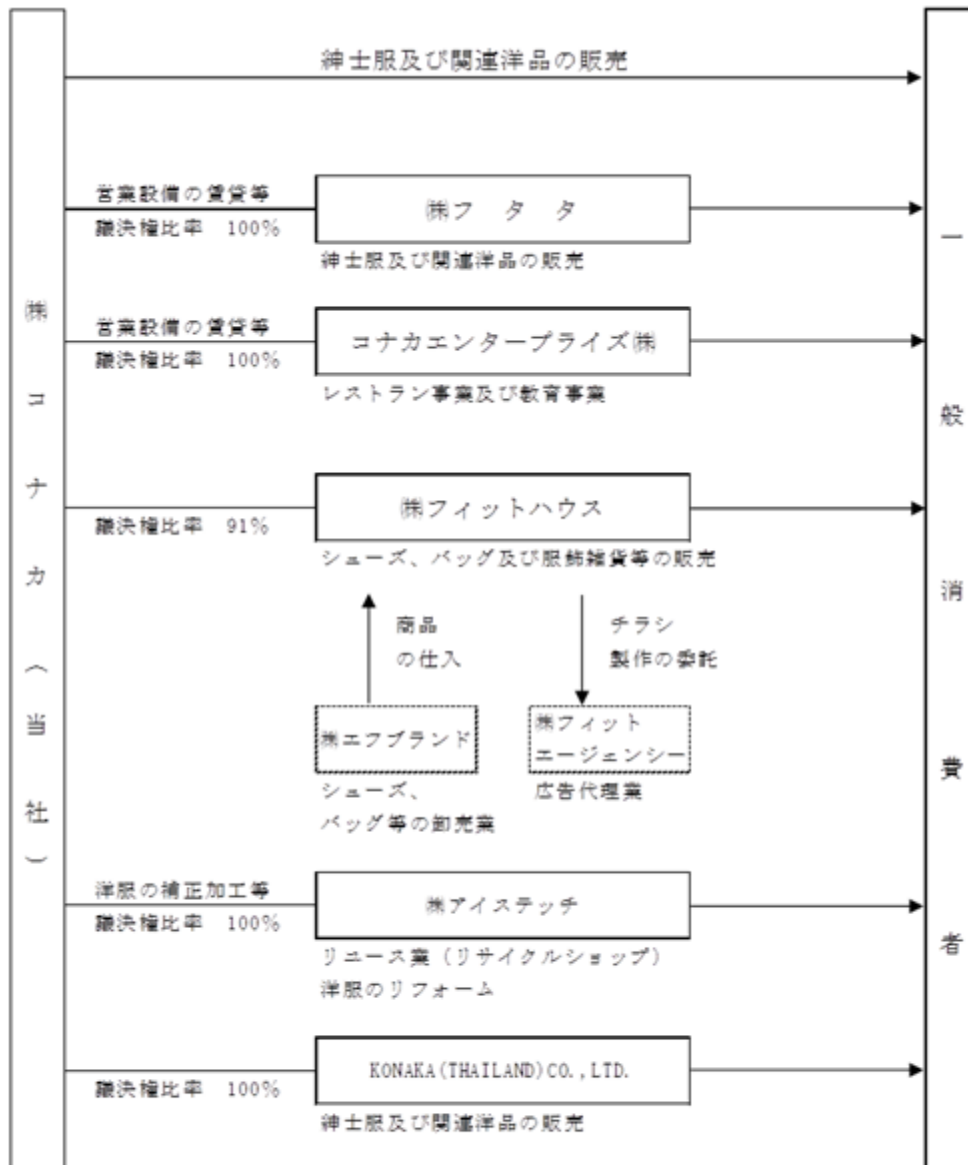 ㈱コナカ(当社)
紳士服及び関連洋品の販売
営業設備の賃貸等
議決権比率 100%
㈱フタタ
紳士服及び関連洋品の販売
営業設備の賃貸等
議決権比率 100%
コナカエンタープライズ㈱
レストラン事業及び教育事業
議決権比率 91%
㈱フィットハウス
シューズ、バッグ及び服飾雑貨等の販売
商品
の仕入
チラシ
製作の委託
㈱エフブランド
シューズ、
バッグ等の卸売業
㈱フィット
エージェンシー
広告代理業
洋服の補正加工等
議決権比率 100%
㈱アイステッチ
リユース業(リサイクルショップ)
洋服のリフォーム
議決権比率 100%
KONAKA(THAILAND)CO.,LTD.
紳士服及び関連洋品の販売
一般消費者